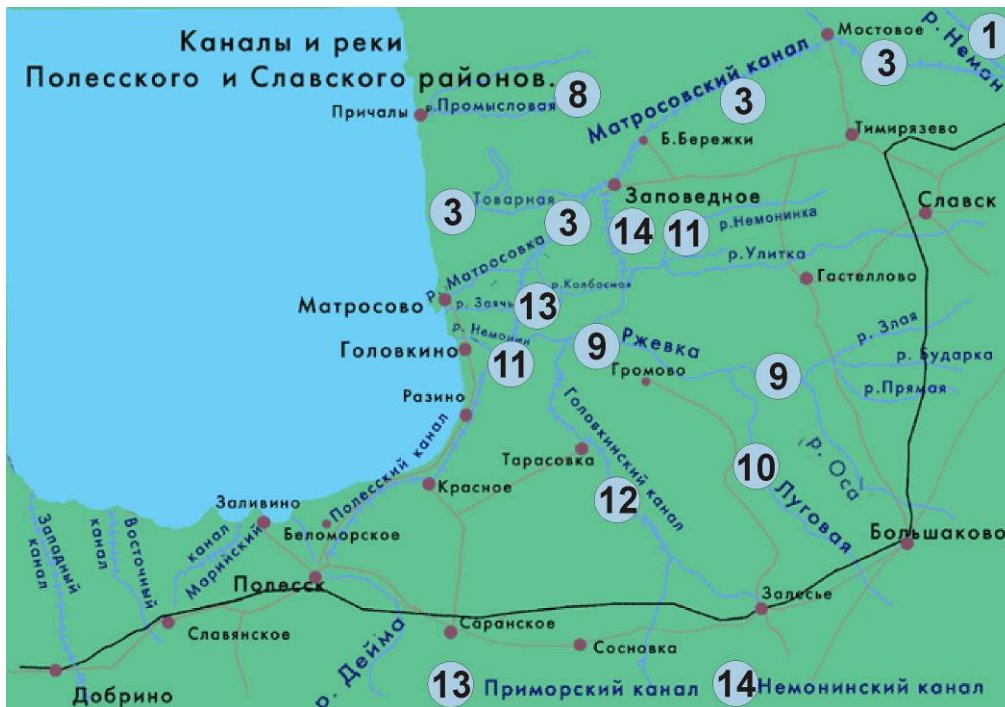 Каналы и реки
Полесского и Славского районов.
Мостовое
р. Неман
1
3
Матросовский канал
3
8
р. Промысловая
Причалы
Тимирязево
Б.Бережки
Заповедное
Славск
Товарная
3
3
14
11
р.Немонинка
р.Улитка
р. Матросовка
р.Колбасная
Гастеллово
Матросово
р. Заячь
13
р. Злая
р. Немонин
Ржевка
9
Головкино
11
р. Бударка
Громово
9
р.Прямая
Разино
Головкинский канал
Полесский канал
Тарасовка
10
р. Оса
Луговая
Красное
12
Заливино
Западный
канал
Восточный
канал
канал
Марийский
Беломорское
Большаково
Полесск
Залесье
Славянское
Саранское
р. Дейма
Сосновка
Добрино
13
Приморский канал
14
Немонинский канал